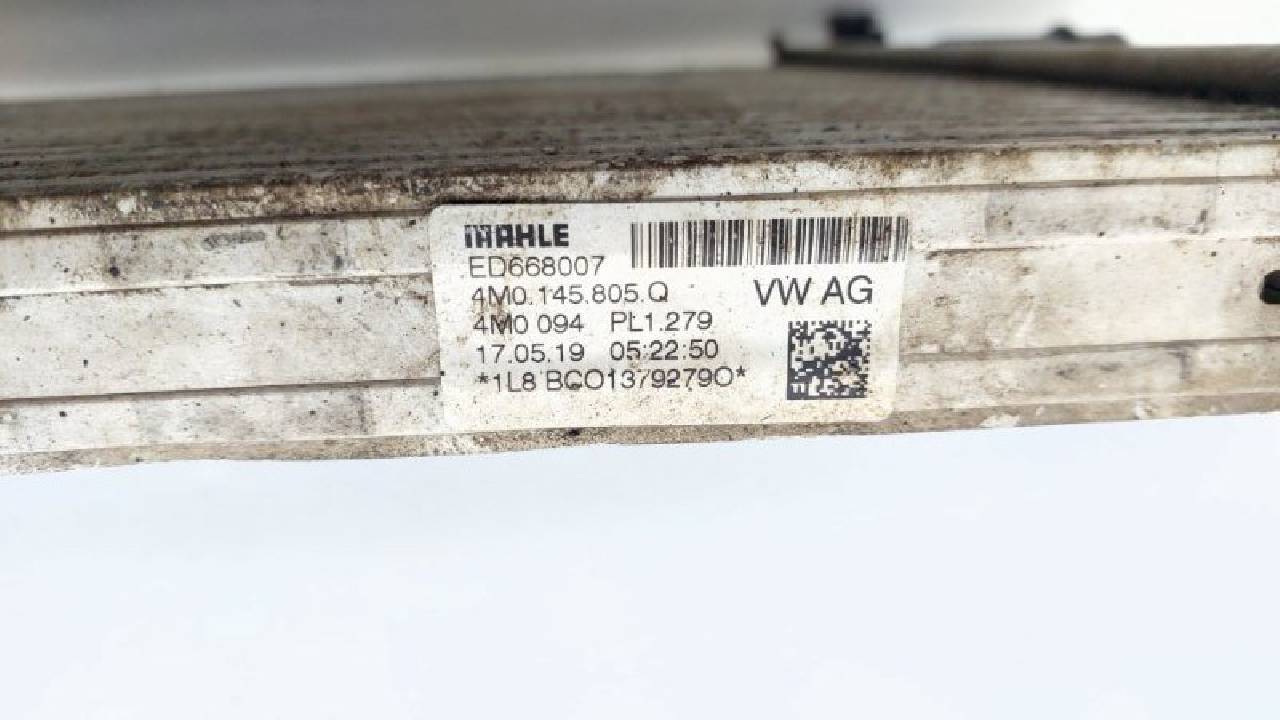 MAHLE
ED668007
4M0.145.805.Q VW AG
4M0 094 PL1.279
17.05.19 05:22:50
*1L8 BCO13792790*